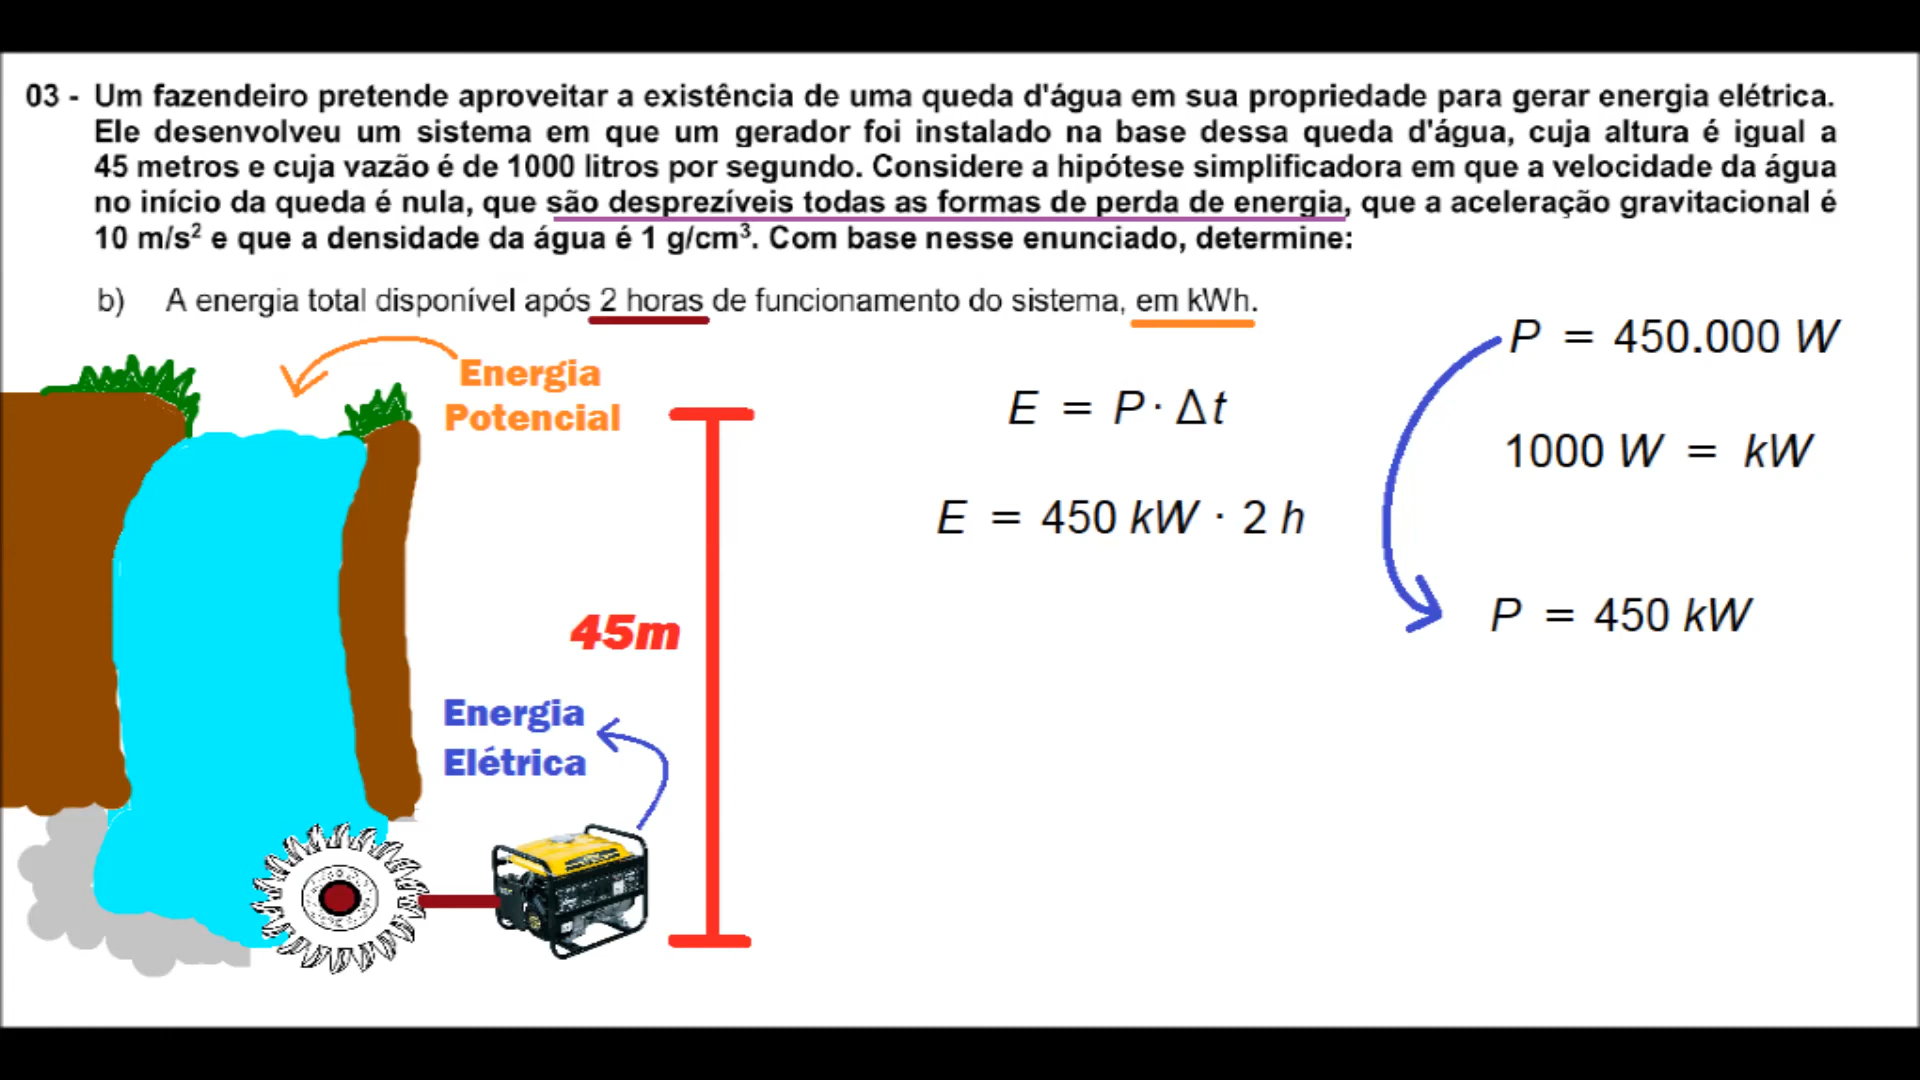 03 - Um fazendeiro pretende aproveitar a existência de uma queda d'água em sua propriedade para gerar energia elétrica.
Ele desenvolveu um sistema em que um gerador foi instalado na base dessa queda d'água, cuja altura é igual a
45 metros e cuja vazão é de 1000 litros por segundo. Considere a hipótese simplificadora em que a velocidade da água
no início da queda é nula, que são desprezíveis todas as formas de perda de energia, que a aceleração gravitacional é
10 m/s² e que a densidade da água é 1 g/cm³. Com base nesse enunciado, determine:
b) A energia total disponível após 2 horas de funcionamento do sistema, em kWh.
Energia
Potencial
45m
Energia
Elétrica
E = P · Δt
E = 450 kW · 2 h
P = 450.000 W
1000 W = kW
P = 450 kW